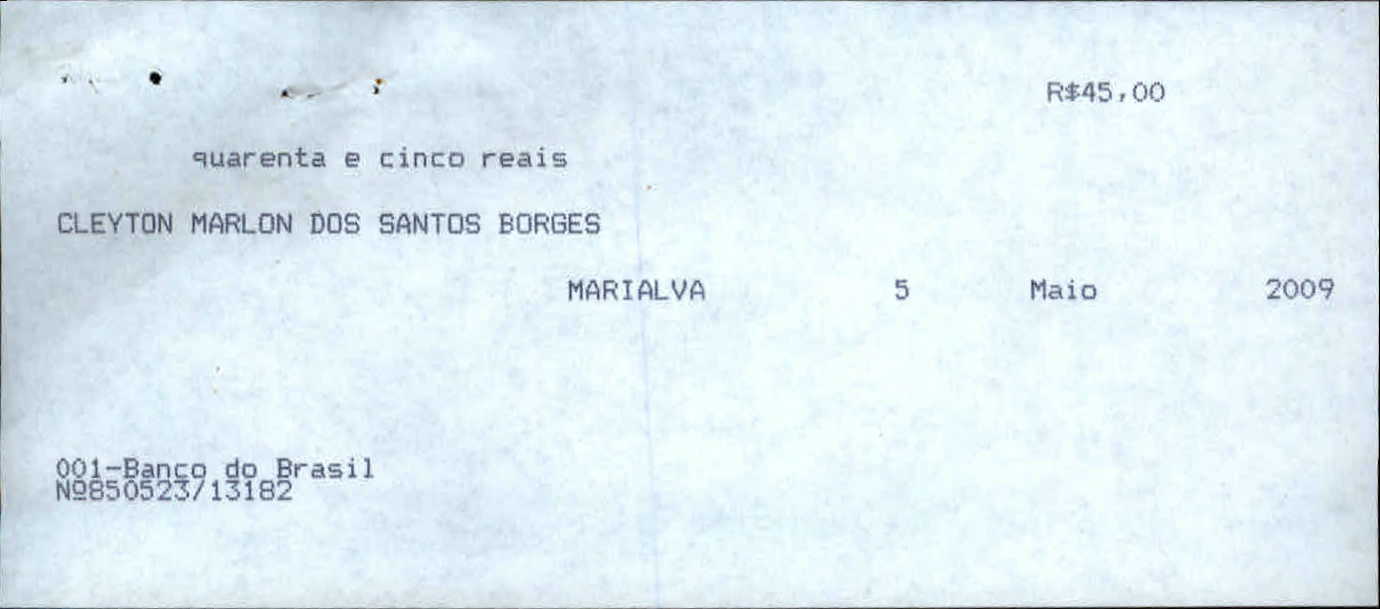 R$45,00
quarenta e cinco reais
CLEYTON MARLON DOS SANTOS BORGES
MARIALVA 5 Maio 2009
001-Banco do Brasil
Nº850523/13182